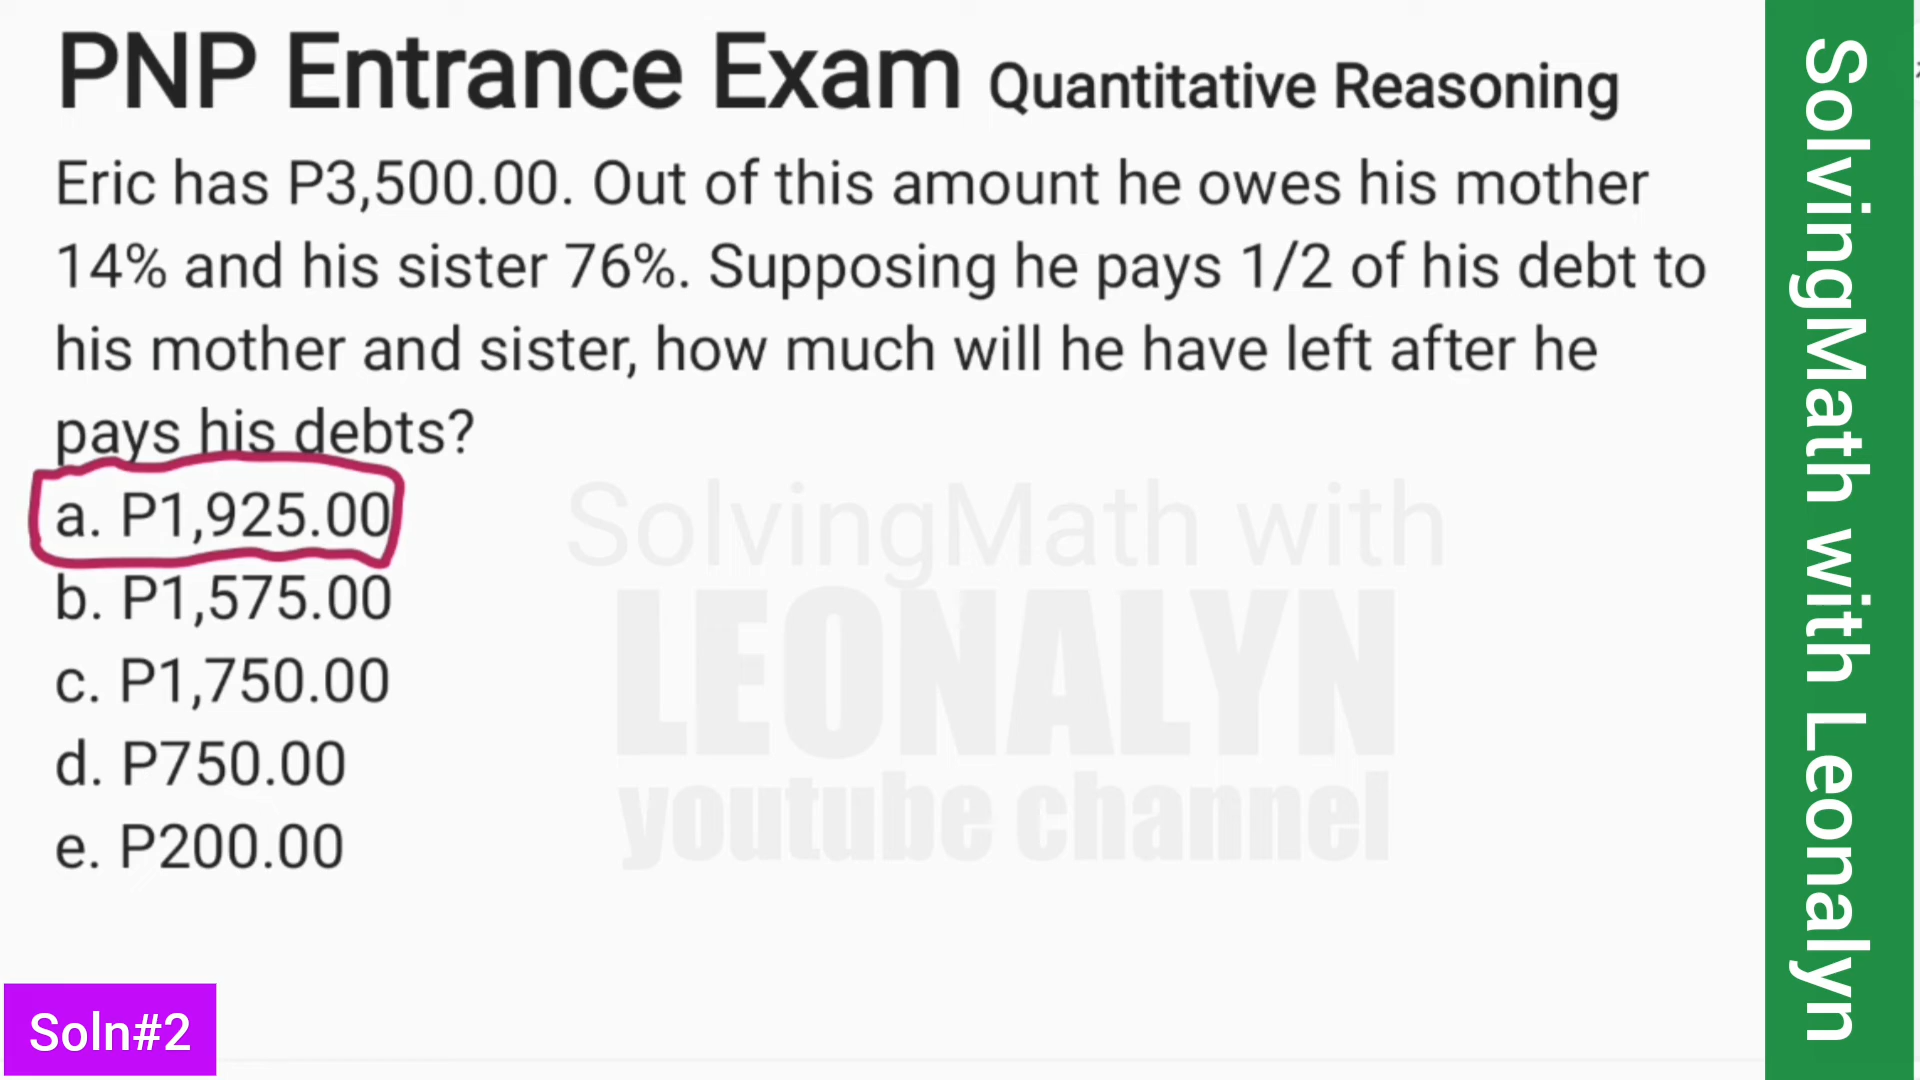 PNP Entrance Exam Quantitative Reasoning
Eric has P3,500.00. Out of this amount he owes his mother
14% and his sister 76%. Supposing he pays 1/2 of his debt to
his mother and sister, how much will he have left after he
pays his debts?
a. P1,925.00
b. P1,575.00
c. P1,750.00
d. P750.00
e. P200.00
SolvingMath with
LEONALYN
youtube channel
Soln#2
SolvingMath with Leonalyn